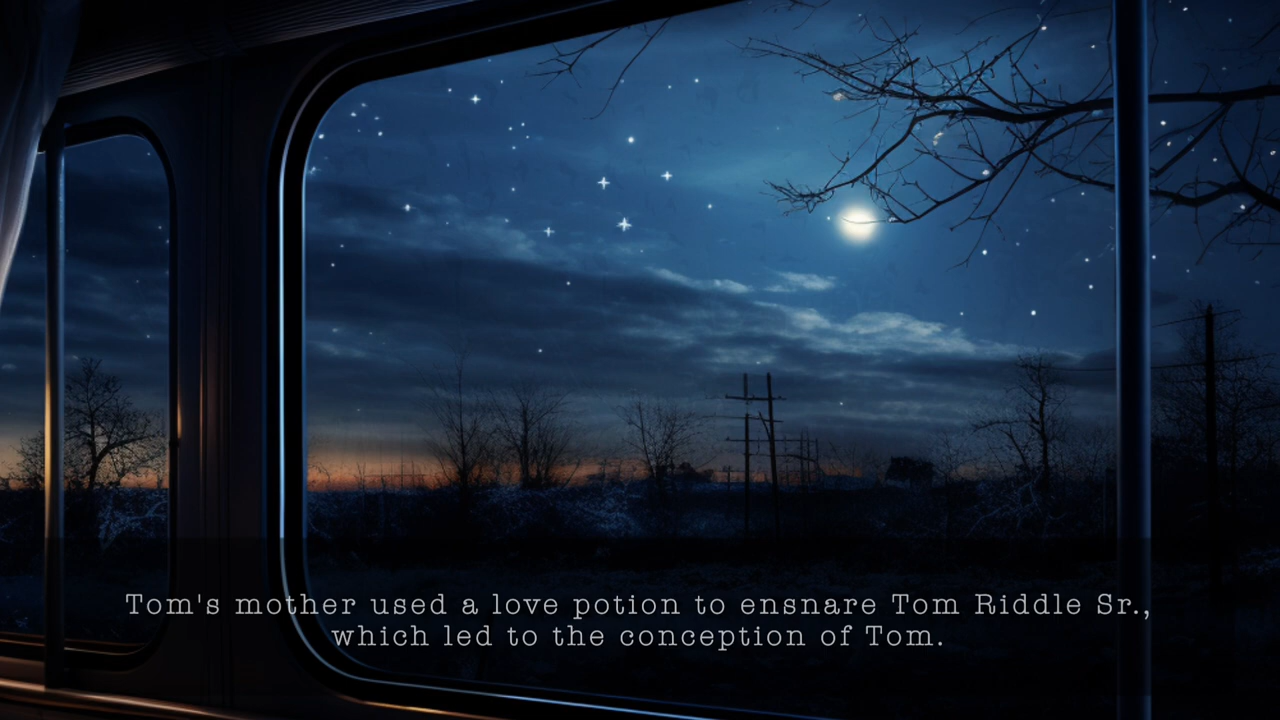 Tom's mother used a love potion to ensnare Tom Riddle Sr.,
which led to the conception of Tom.